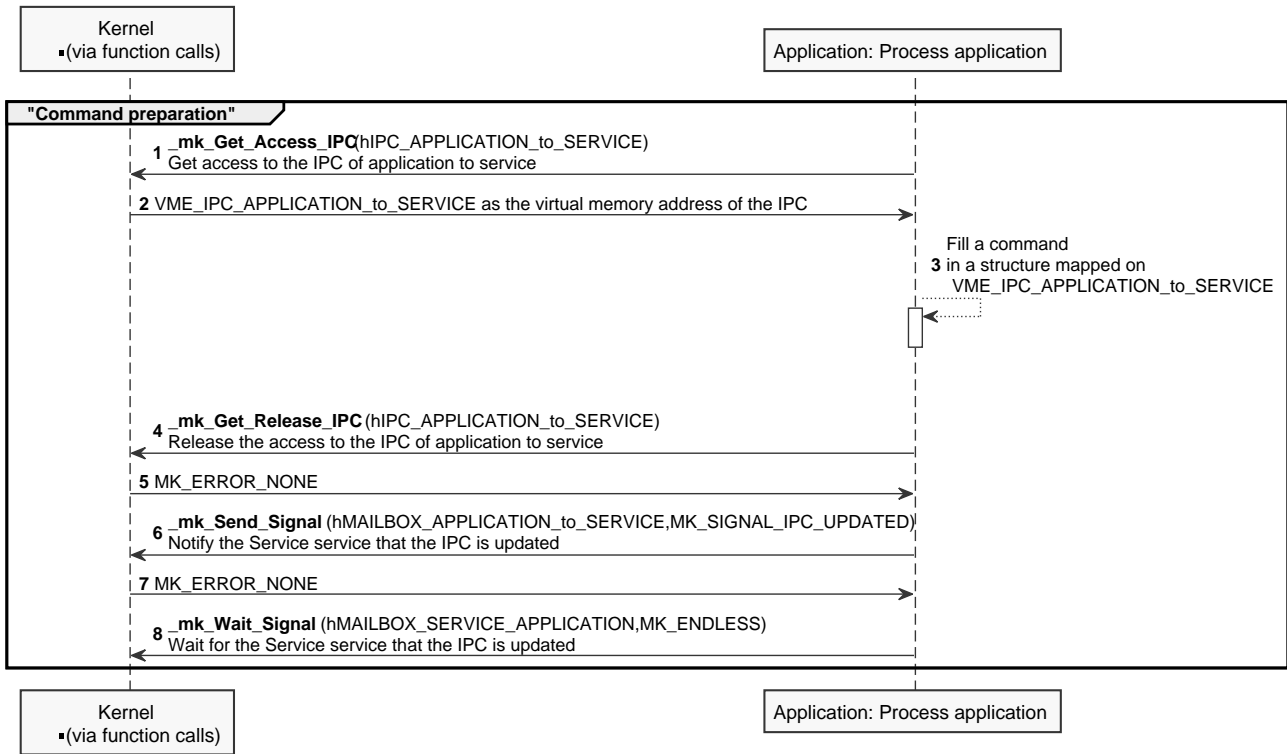 Kernel
▪(via function calls)
Application: Process application
"Command preparation"
1 _mk_Get_Access_IPC(hIPC_APPLICATION_to_SERVICE)
Get access to the IPC of application to service
2 VME_IPC_APPLICATION_to_SERVICE as the virtual memory address of the IPC
Fill a command
3 in a structure mapped on
VME_IPC_APPLICATION_to_SERVICE
4 _mk_Get_Release_IPC (hIPC_APPLICATION_to_SERVICE)
Release the access to the IPC of application to service
5 MK_ERROR_NONE
6 _mk_Send_Signal (hMAILBOX_APPLICATION_to_SERVICE,MK_SIGNAL_IPC_UPDATED)
Notify the Service service that the IPC is updated
7 MK_ERROR_NONE
8 _mk_Wait_Signal (hMAILBOX_SERVICE_APPLICATION,MK_ENDLESS)
Wait for the Service service that the IPC is updated
Kernel
▪(via function calls)
Application: Process application